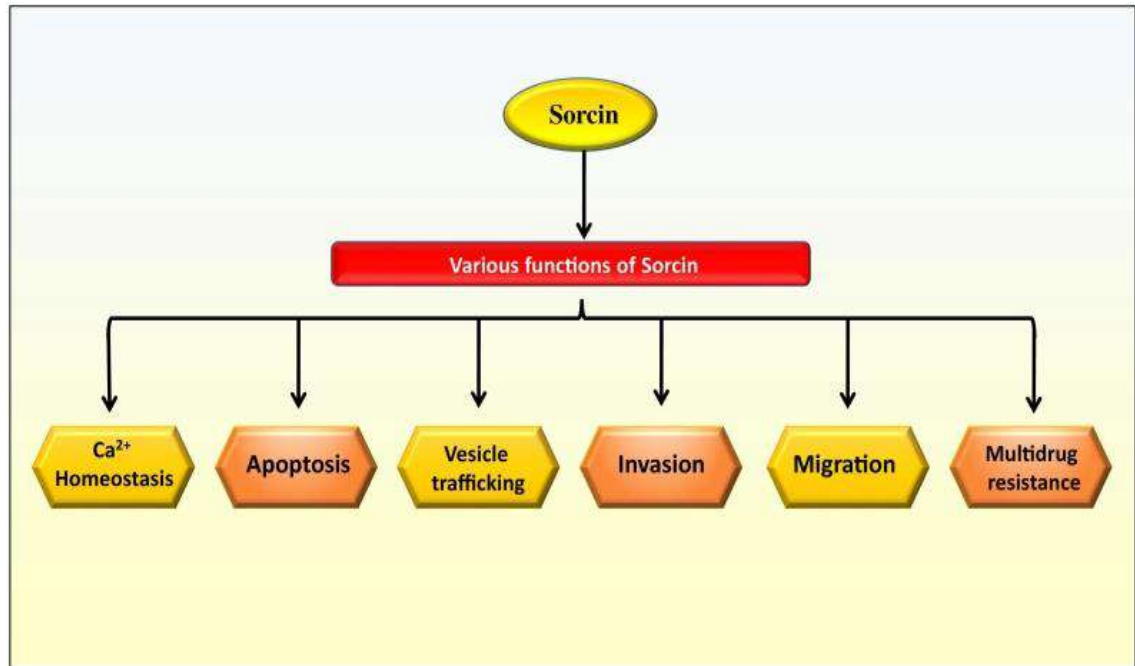 Sorcin
Various functions of Sorcin
Ca²⁺
Homeostasis
Apoptosis
Vesicle
trafficking
Invasion
Migration
Multidrug
resistance